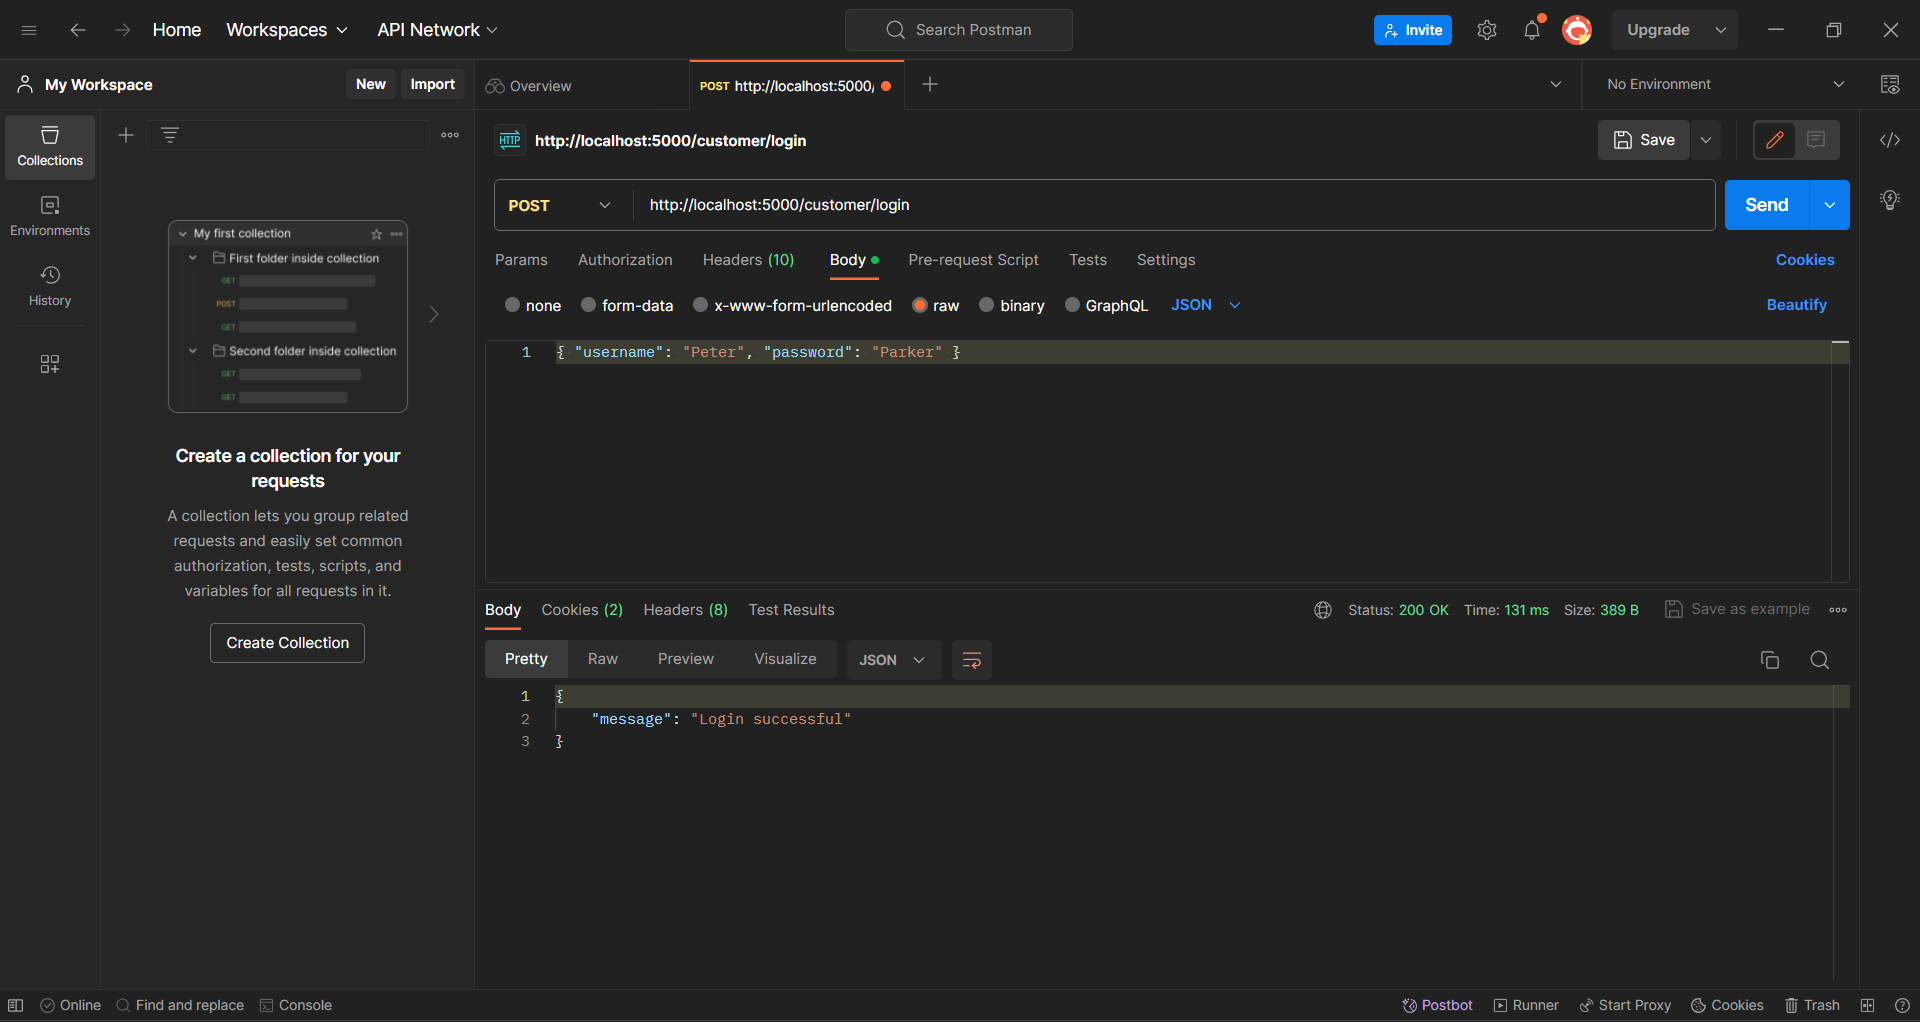 Home Workspaces API Network Search Postman Invite Upgrade
My Workspace New Import Overview POST http://localhost:5000/ No Environment
Collections
Environments
History
My first collection
First folder inside collection
GET
POST
GET
Second folder inside collection
GET
GET
Create a collection for your
requests
A collection lets you group related
requests and easily set common
authorization, tests, scripts, and
variables for all requests in it.
Create Collection
HTTP http://localhost:5000/customer/login Save
POST http://localhost:5000/customer/login Send
Params Authorization Headers (10) Body Pre-request Script Tests Settings Cookies
none form-data x-www-form-urlencoded raw binary GraphQL JSON Beautify
1 { "username": "Peter", "password": "Parker" }
Body Cookies (2) Headers (8) Test Results Status: 200 OK Time: 131 ms Size: 389 B Save as example
Pretty Raw Preview Visualize JSON
1 {
2 "message": "Login successful"
3 }
Online Find and replace Console Postbot Runner Start Proxy Cookies Trash